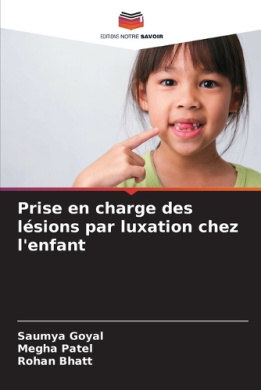 EDITIONS NOTRE SAVOIR
Prise en charge des
lésions par luxation chez
l'enfant
Saumya Goyal
Megha Patel
Rohan Bhatt